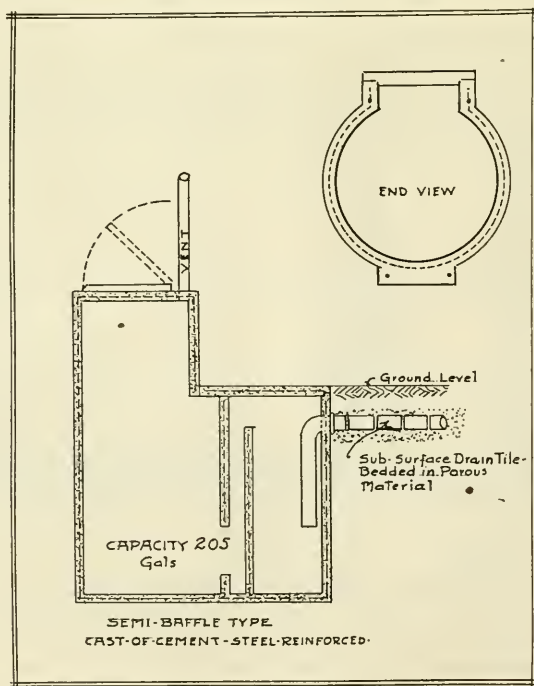 END VIEW
VENT
Ground Level
Sub-Surface Drain Tile-
Bedded in Porous
Material
CAPACITY 205
Gals
SEMI-BAFFLE TYPE
CAST-OF-CEMENT-STEEL-REINFORCED-